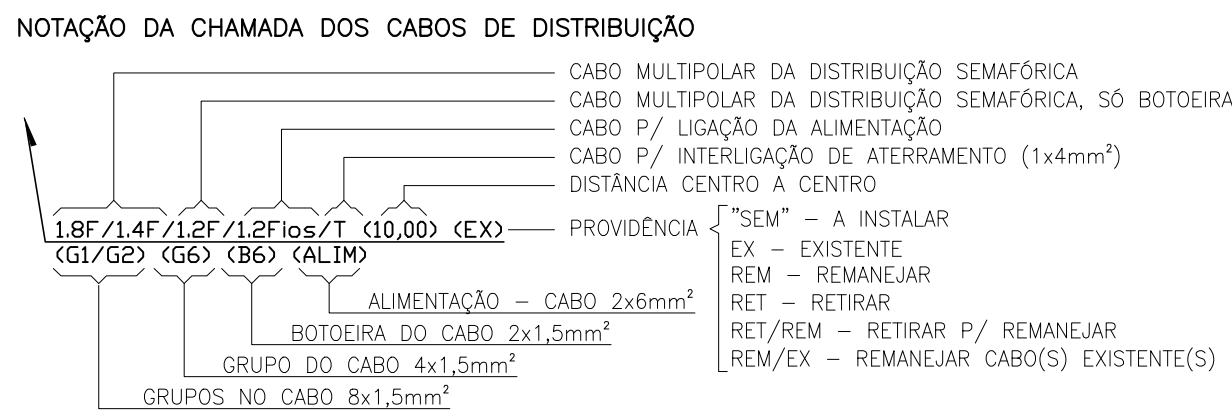 NOTAÇÃO DA CHAMADA DOS CABOS DE DISTRIBUIÇÃO
CABO MULTIPOLAR DA DISTRIBUIÇÃO SEMAFÓRICA
CABO MULTIPOLAR DA DISTRIBUIÇÃO SEMAFÓRICA, SÓ BOTOEIRA
CABO P/ LIGAÇÃO DA ALIMENTAÇÃO
CABO P/ INTERLIGAÇÃO DE ATERRAMENTO (1x4mm²)
DISTÂNCIA CENTRO A CENTRO
1.8F/1.4F/1.2F/1.2Fios/T (10,00) (EX)
PROVIDÊNCIA
"SEM" – A INSTALAR
EX – EXISTENTE
REM – REMANEJAR
RET – RETIRAR
RET/REM – RETIRAR P/ REMANEJAR
REM/EX – REMANEJAR CABO(S) EXISTENTE(S)
(G1/G2) (G6) (B6) (ALIM)
ALIMENTAÇÃO – CABO 2x6mm²
BOTOEIRA DO CABO 2x1,5mm²
GRUPO DO CABO 4x1,5mm²
GRUPOS NO CABO 8x1,5mm²